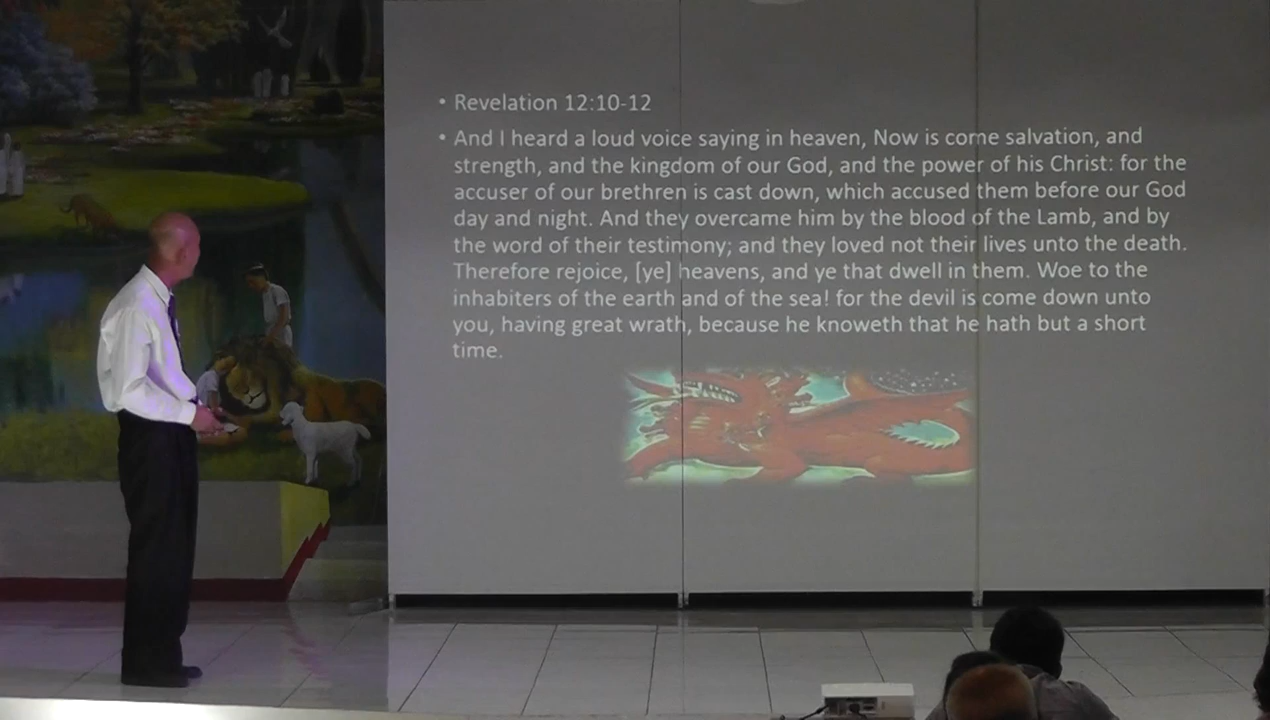 • Revelation 12:10-12
• And I heard a loud voice saying in heaven, Now is come salvation, and
strength, and the kingdom of our God, and the power of his Christ: for the
accuser of our brethren is cast down, which accused them before our God
day and night. And they overcame him by the blood of the Lamb, and by
the word of their testimony; and they loved not their lives unto the death.
Therefore rejoice, [ye] heavens, and ye that dwell in them. Woe to the
inhabiters of the earth and of the sea! for the devil is come down unto
you, having great wrath, because he knoweth that he hath but a short
time.